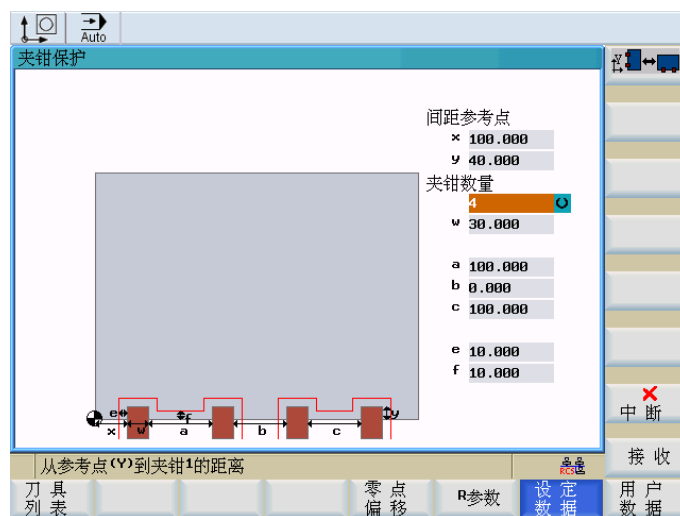 Auto
夹钳保护
间距参考点
x 100.000
y 40.000
夹钳数量
4
w 30.000
a 100.000
b 0.000
c 100.000
e 10.000
f 10.000
e f y
x w a b c
中断
从参考点(Y)到夹钳1的距离
RCS
接收
刀具列表
零点偏移
R参数
设定数据
用户数据